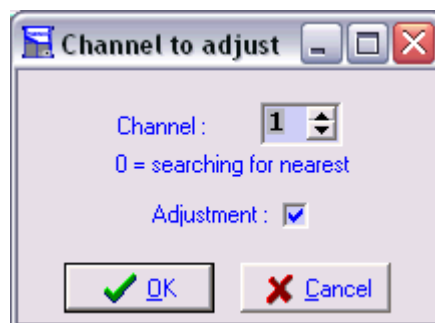 Channel to adjust
Channel : 1
0 = searching for nearest
Adjustment :
OK Cancel